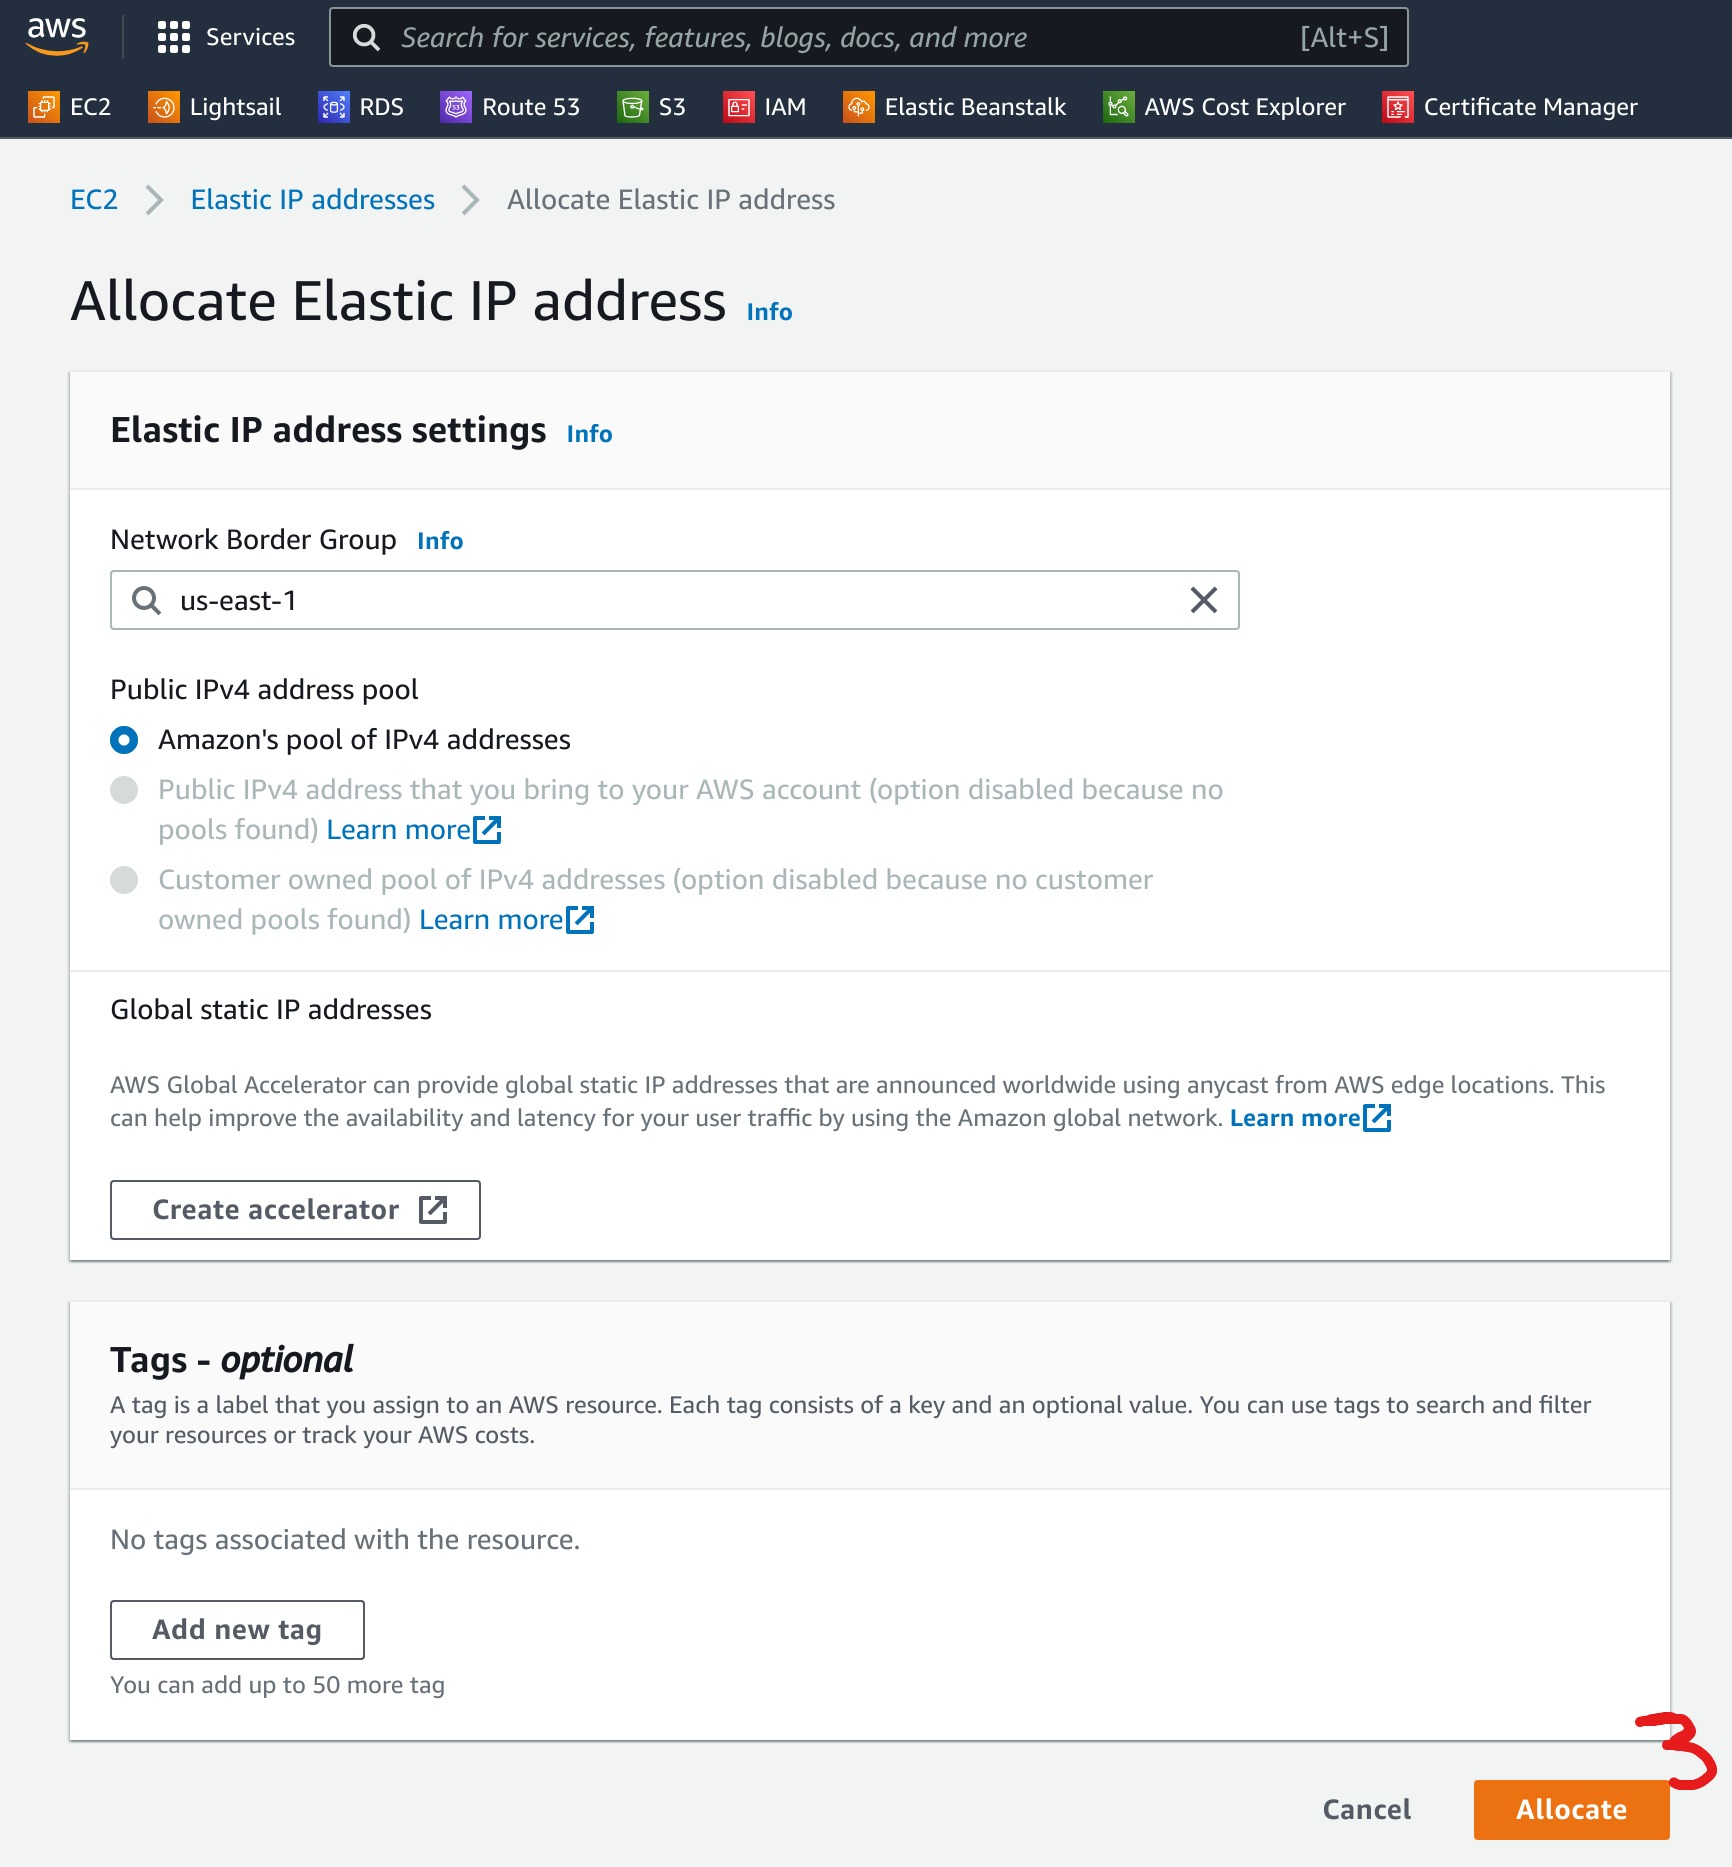 aws
Services
Search for services, features, blogs, docs, and more [Alt+S]
EC2 Lightsail RDS Route 53 S3 IAM Elastic Beanstalk AWS Cost Explorer Certificate Manager
EC2 Elastic IP addresses Allocate Elastic IP address
Allocate Elastic IP address Info
Elastic IP address settings Info
Network Border Group Info
us-east-1
Public IPv4 address pool
Amazon's pool of IPv4 addresses
Public IPv4 address that you bring to your AWS account (option disabled because no
pools found) Learn more
Customer owned pool of IPv4 addresses (option disabled because no customer
owned pools found) Learn more
Global static IP addresses
AWS Global Accelerator can provide global static IP addresses that are announced worldwide using anycast from AWS edge locations. This
can help improve the availability and latency for your user traffic by using the Amazon global network. Learn more
Create accelerator
Tags - optional
A tag is a label that you assign to an AWS resource. Each tag consists of a key and an optional value. You can use tags to search and filter
your resources or track your AWS costs.
No tags associated with the resource.
Add new tag
You can add up to 50 more tag
3
Cancel Allocate